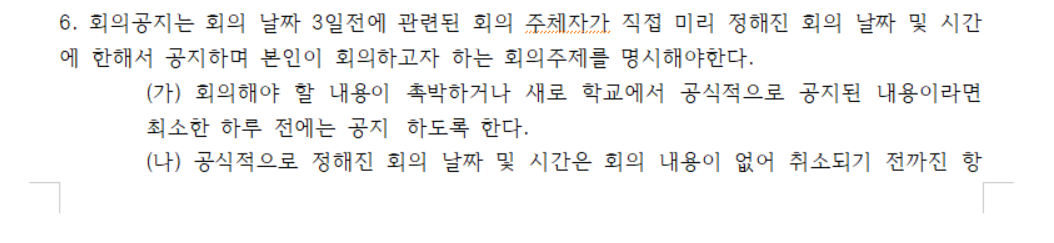 6. 회의공지는 회의 날짜 3일전에 관련된 회의 주체자가 직접 미리 정해진 회의 날짜 및 시간
에 한해서 공지하며 본인이 회의하고자 하는 회의주제를 명시해야한다.
(가) 회의해야 할 내용이 촉박하거나 새로 학교에서 공식적으로 공지된 내용이라면
최소한 하루 전에는 공지 하도록 한다.
(나) 공식적으로 정해진 회의 날짜 및 시간은 회의 내용이 없어 취소되기 전까진 항